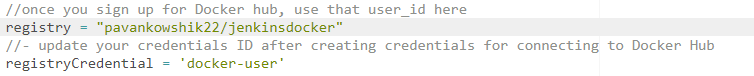 //once you sign up for Docker hub, use that user_id here
registry = "pavankowshik22/jenkinsdocker"
//- update your credentials ID after creating credentials for connecting to Docker Hub
registryCredential = 'docker-user'